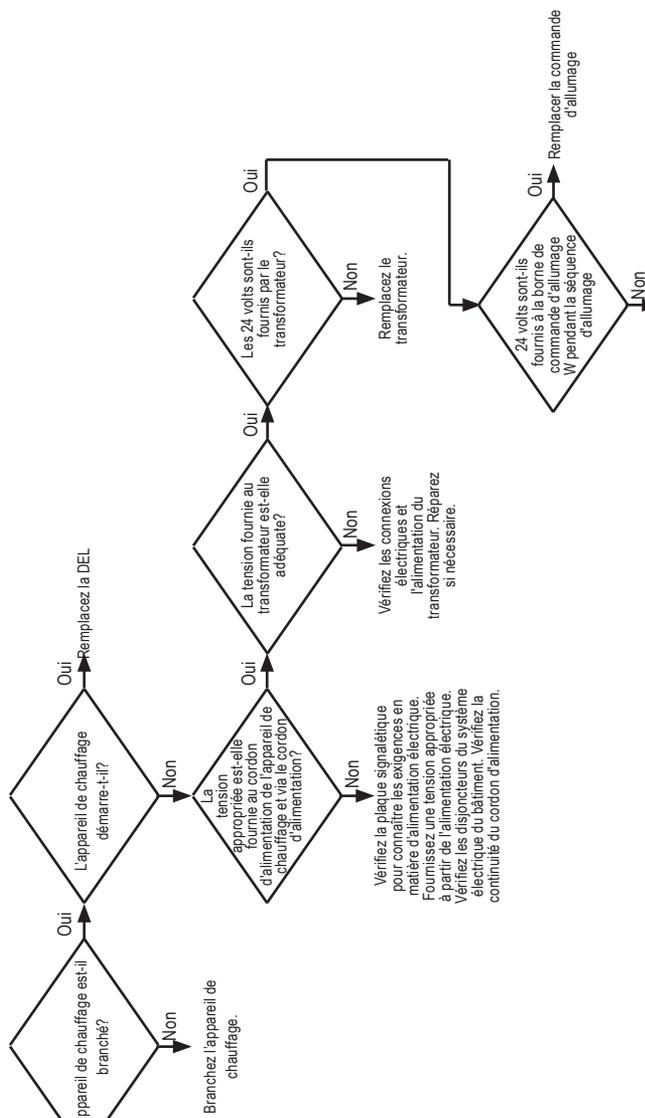 ppareil de chauffage est-il
branché?
Oui
Non
Branchez l'appareil de
chauffage.
L'appareil de chauffage
démarre-t-il?
Oui
Remplacez la DEL
Non
La
tension
appropriée est-elle
fournie au cordon
d'alimentation de l'appareil de
chauffage et via le cordon
d'alimentation?
Oui
Non
Vérifiez la plaque signalétique
pour connaître les exigences en
matière d'alimentation électrique.
Fournissez une tension appropriée
à partir de l'alimentation électrique.
Vérifiez les disjoncteurs du système
électrique du bâtiment. Vérifiez la
continuité du cordon d'alimentation.
La tension fournie au
transformateur est-elle
adéquate?
Oui
Non
Vérifiez les connexions
électriques et
l'alimentation du
transformateur. Réparez
si nécessaire.
Les 24 volts sont-ils
fournis par le
transformateur?
Oui
Non
Remplacez le
transformateur.
24 volts sont-ils
fournis à la borne de
commande d'allumage
W pendant la séquence
d'allumage
Oui
Remplacer la commande
d'allumage
Non